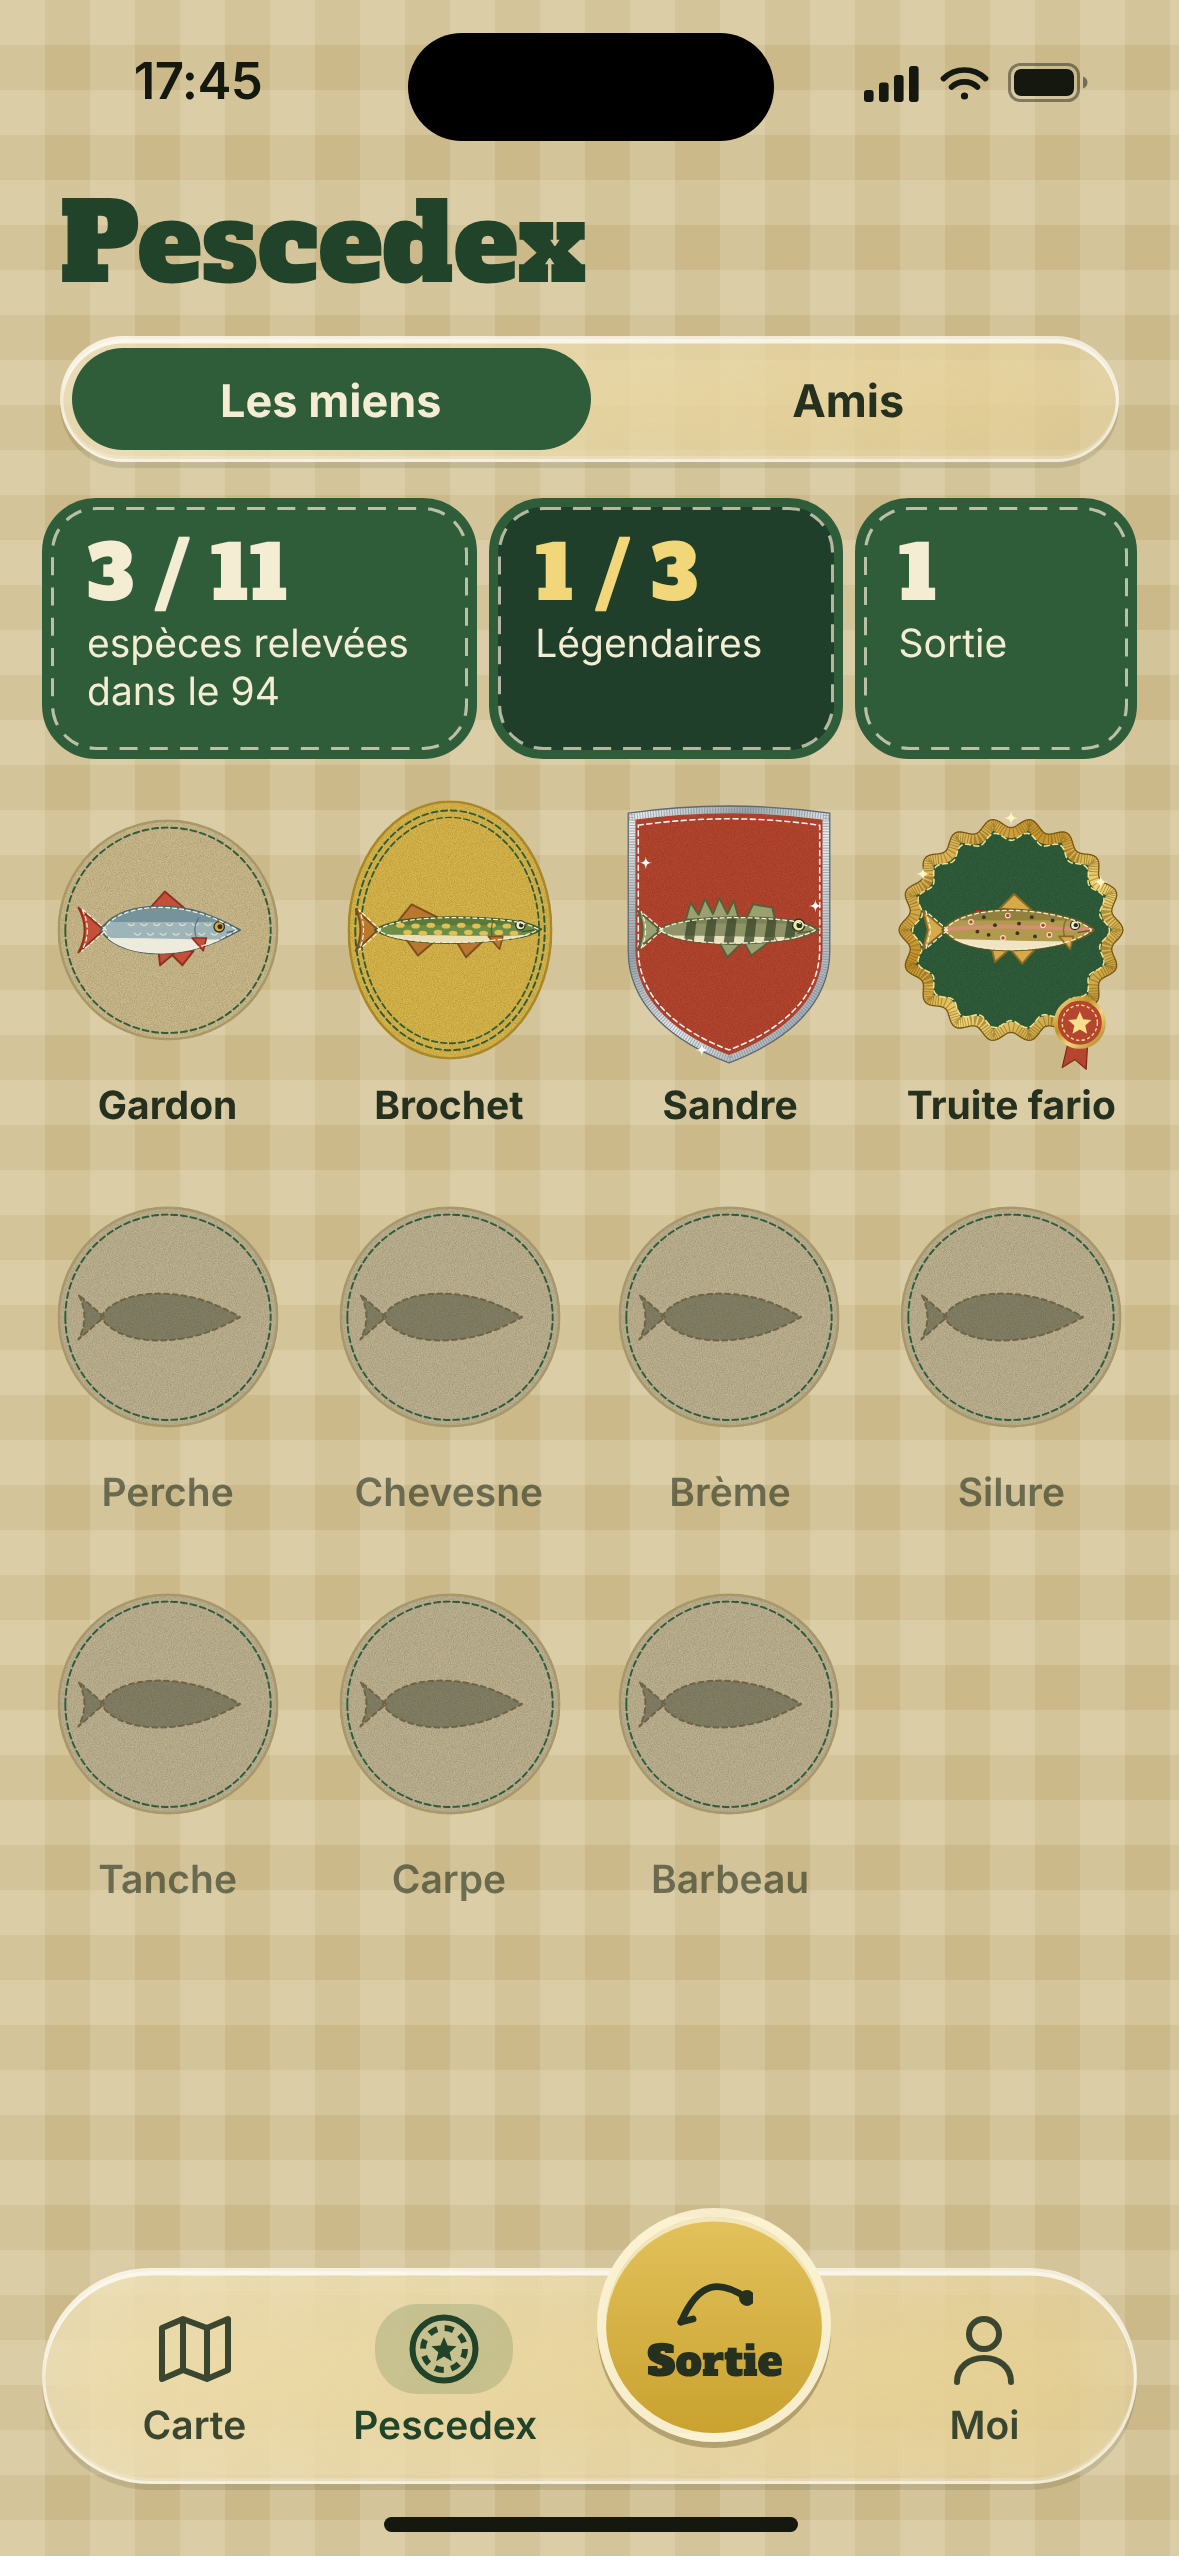 17:45
Pescedex
Les miens
Amis
3 / 11
espèces relevées
dans le 94
1 / 3
Légendaires
1
Sortie
Gardon
Brochet
Sandre
Truite fario
Perche
Chevesne
Brème
Silure
Tanche
Carpe
Barbeau
Carte
Pescedex
Sortie
Moi